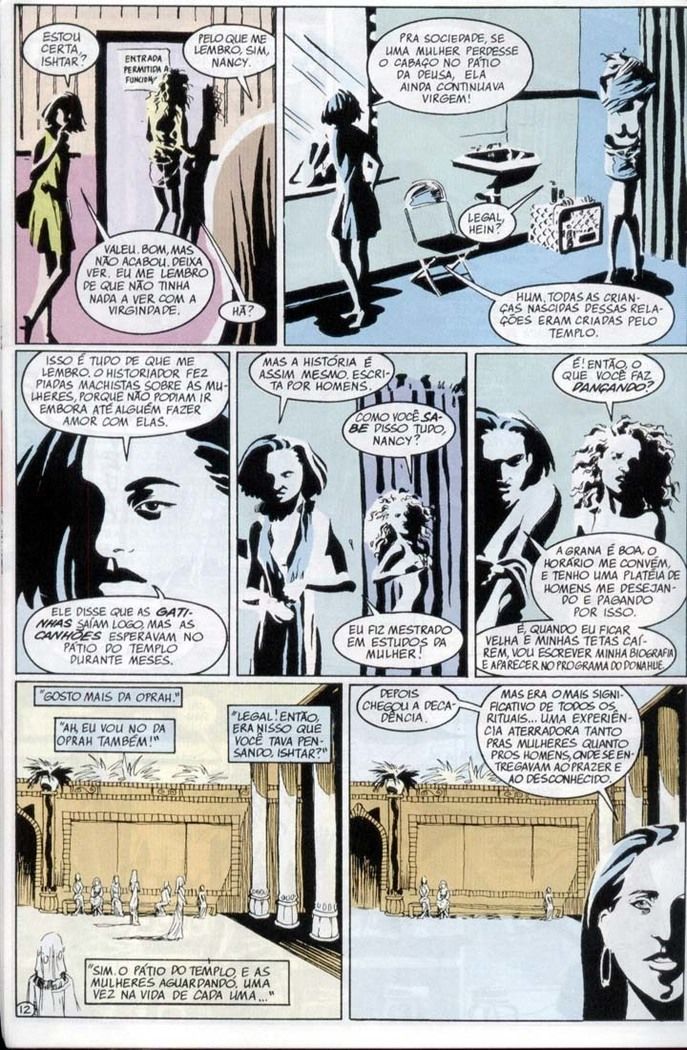 ESTOU
CERTA,
ISHTAR?
PELO QUE ME
LEMBRO, SIM,
NANCY.
ENTRADA
PERMITIDA A
FUNCION
VALEU. BOM, MAS
NÃO ACABOU, DEIXA
VER. EU ME LEMBRO
DE QUE NÃO TINHA
NADA A VER COM A
VIRGINDADE.
HÃ?
PRA SOCIEDADE, SE
UMA MULHER PERDESSE
O CABAÇO NO PÁTIO
DA DEUSA, ELA
AINDA CONTINUAVA
VIRGEM!
LEGAL,
HEIN?
HUM, TODAS AS CRIAN-
ÇAS NASCIDAS DESSAS RELA-
ÇÕES ERAM CRIADAS PELO
TEMPLO.
ISSO É TUDO DE QUE ME
LEMBRO. O HISTORIADOR FEZ
PIADAS MACHISTAS SOBRE AS MU-
LHERES, PORQUE NÃO PODIAM IR
EMBORA ATÉ ALGUÉM FAZER
AMOR COM ELAS.
ELE DISSE QUE AS GATI-
NHAS SAÍAM LOGO, MAS AS
CANHÕES ESPERAVAM NO
PÁTIO DO TEMPLO
DURANTE MESES.
MAS A HISTÓRIA É
ASSIM MESMO. ESCRI-
TA POR HOMENS.
COMO VOCÊ SA-
BE DISSO TUDO,
NANCY?
EU FIZ MESTRADO
EM ESTUDOS DA
MULHER!
É! ENTÃO, O
QUE VOCÊ FAZ
DANÇANDO?
A GRANA É BOA, O
HORÁRIO ME CONVÉM,
E TENHO UMA PLATÉIA DE
HOMENS ME DESEJAN-
DO E PAGANDO
POR ISSO.
É, QUANDO EU FICAR
VELHA E MINHAS TETAS CAÍ-
REM, VOU ESCREVER MINHA BIOGRAFIA
E APARECER NO PROGRAMA DO DONAHUE.
"GOSTO MAIS DA OPRAH."
"AH, EU VOU NO DA
OPRAH TAMBÉM!"
"LEGAL! ENTÃO,
ERA NISSO QUE
VOCÊ TAVA PEN-
SANDO, ISHTAR?"
"SIM. O PÁTIO DO TEMPLO, E AS
MULHERES AGUARDANDO, UMA
VEZ NA VIDA DE CADA UMA..."
12
DEPOIS
CHEGOU A DECA-
DÊNCIA.
MAS ERA O MAIS SIGNI-
FICATIVO DE TODOS OS
RITUAIS... UMA EXPERIÊN-
CIA ATERRADORA TANTO
PRAS MULHERES QUANTO
PROS HOMENS, ONDE SE EN-
TREGAVAM AO PRAZER E
AO DESCONHECIDO.